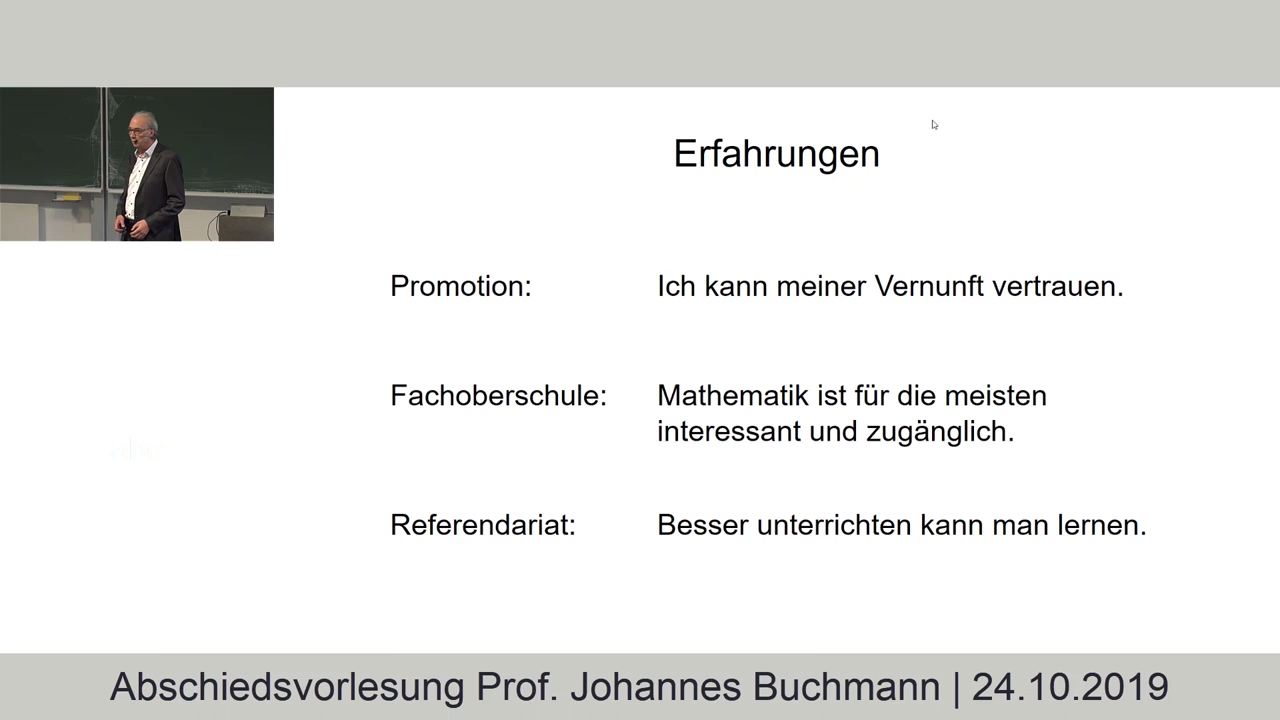 Erfahrungen
Promotion: Ich kann meiner Vernunft vertrauen.
Fachoberschule: Mathematik ist für die meisten
interessant und zugänglich.
Referendariat: Besser unterrichten kann man lernen.
Abschiedsvorlesung Prof. Johannes Buchmann | 24.10.2019